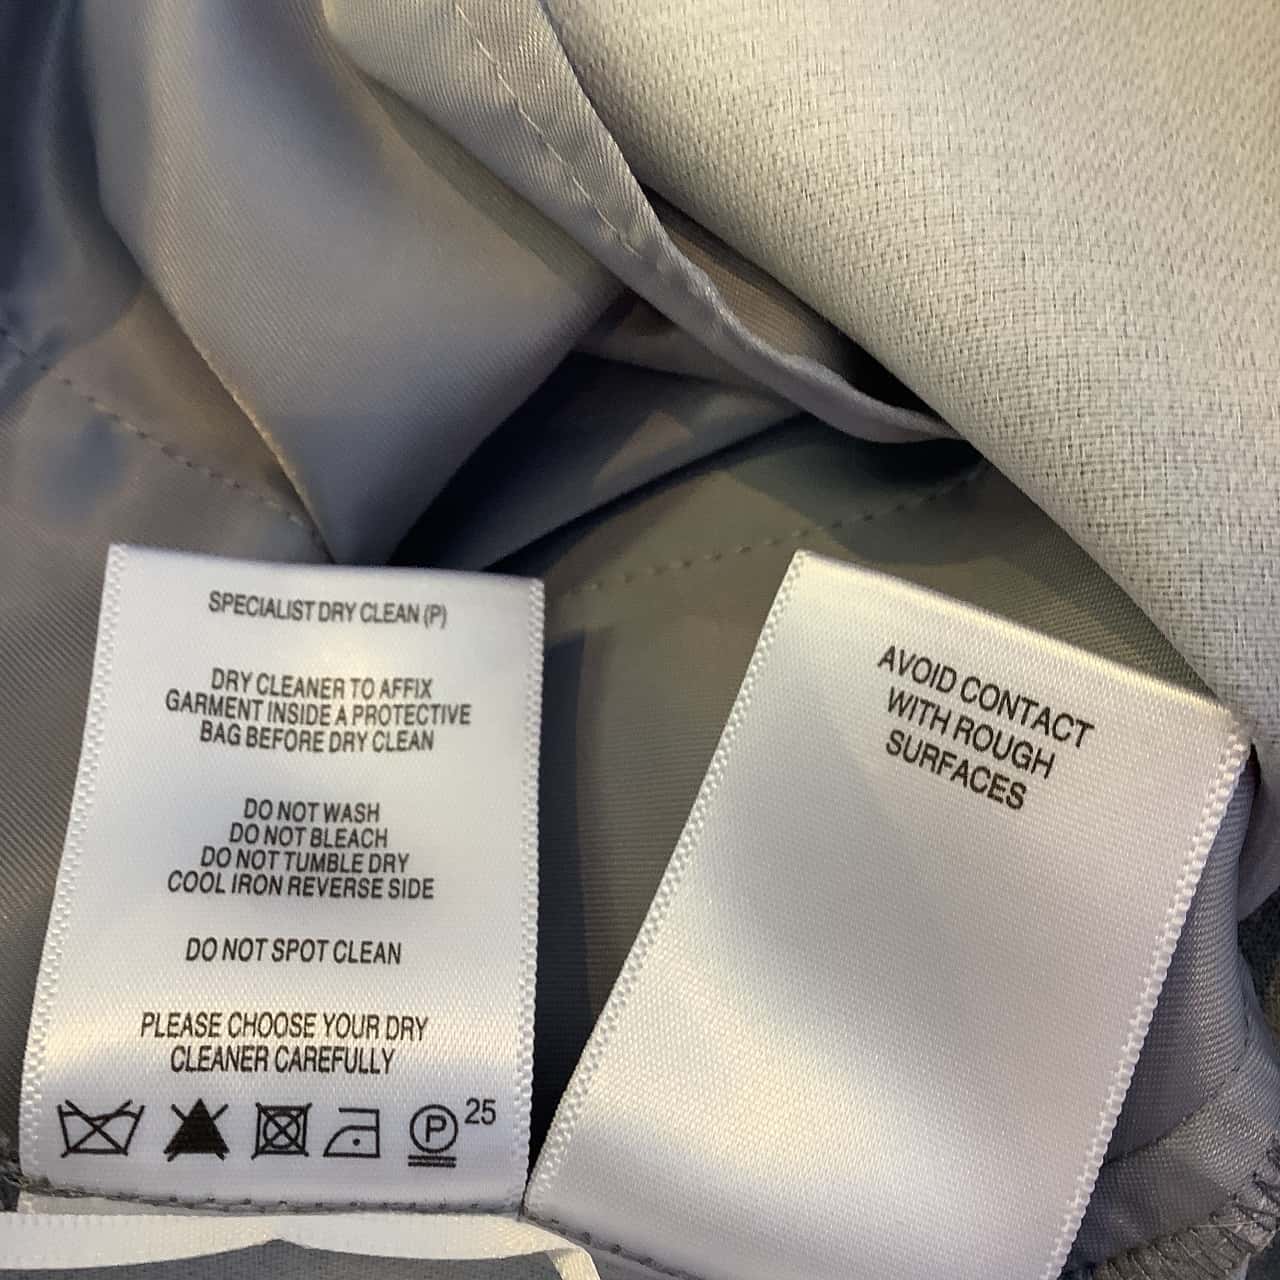 SPECIALIST DRY CLEAN (P)
DRY CLEANER TO AFFIX
GARMENT INSIDE A PROTECTIVE
BAG BEFORE DRY CLEAN
DO NOT WASH
DO NOT BLEACH
DO NOT TUMBLE DRY
COOL IRON REVERSE SIDE
DO NOT SPOT CLEAN
PLEASE CHOOSE YOUR DRY
CLEANER CAREFULLY
P 25
AVOID CONTACT
WITH ROUGH
SURFACES